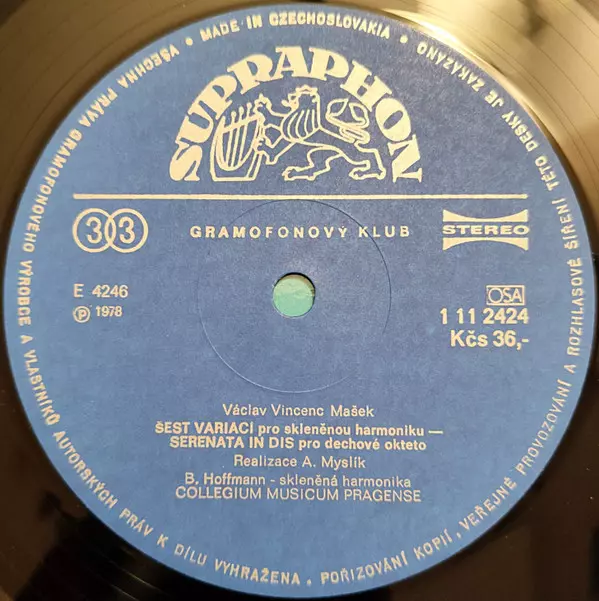 VŠECHNA PRÁVA GRAMOFONOVÉHO VÝROBCE A VLASTNÍKŮ AUTORSKÝCH PRÁV K DÍLU VYHRAŽENA. POŘIZOVÁNÍ KOPIÍ, VEŘEJNÉ PROVOZOVÁNÍ A ROZHLASOVÉ ŠÍŘENÍ TÉTO DESKY JE ZAKÁZÁNO • MADE IN CZECHOSLOVAKIA •
SUPRAPHON
33
GRAMOFONOVÝ KLUB
STEREO
E 4246
℗ 1978
OSA
1 11 2424
Kčs 36,-
Václav Vincenc Mašek
ŠEST VARIACÍ pro skleněnou harmoniku —
SERENATA IN DIS pro dechové okteto
Realizace A. Myslík
B. Hoffmann - skleněná harmonika
COLLEGIUM MUSICUM PRAGENSE